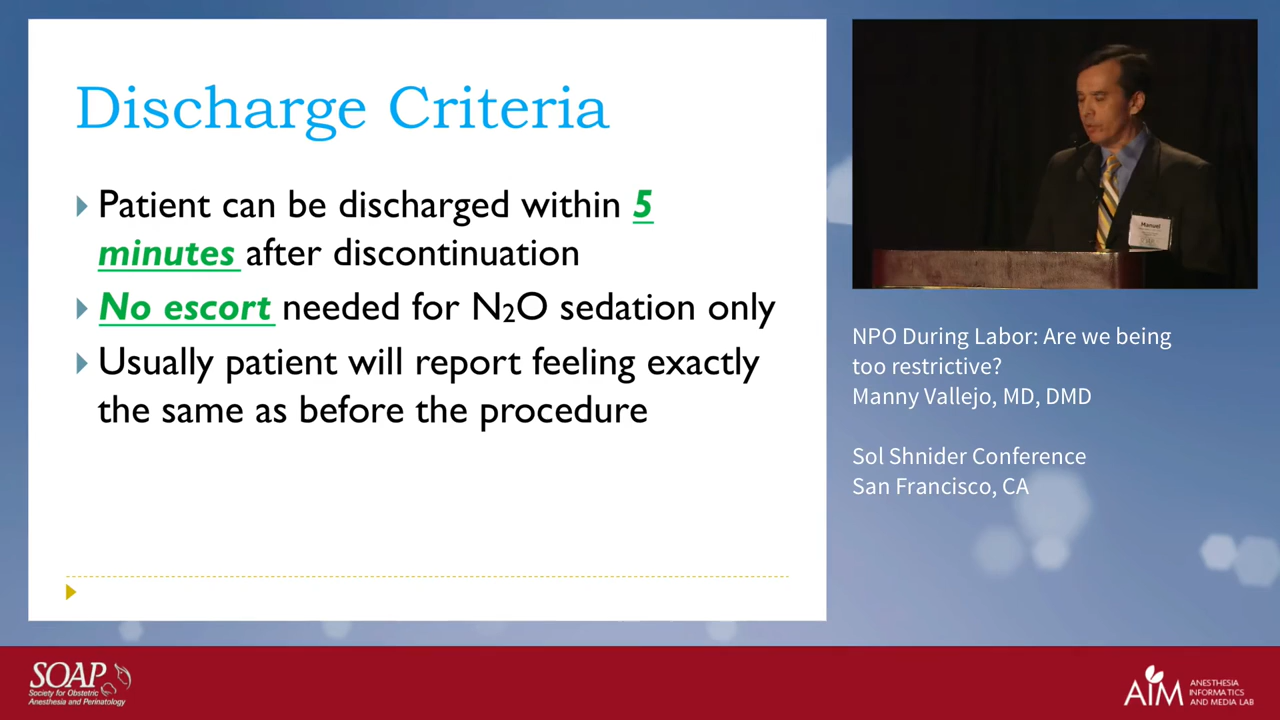 Discharge Criteria
Patient can be discharged within 5
minutes after discontinuation
No escort needed for N₂O sedation only
Usually patient will report feeling exactly
the same as before the procedure
Manuel
NPO During Labor: Are we being
too restrictive?
Manny Vallejo, MD, DMD
Sol Shnider Conference
San Francisco, CA
SOAP
Society for Obstetric
Anesthesia and Perinatology
AIM
ANESTHESIA
INFORMATICS
AND MEDIA LAB